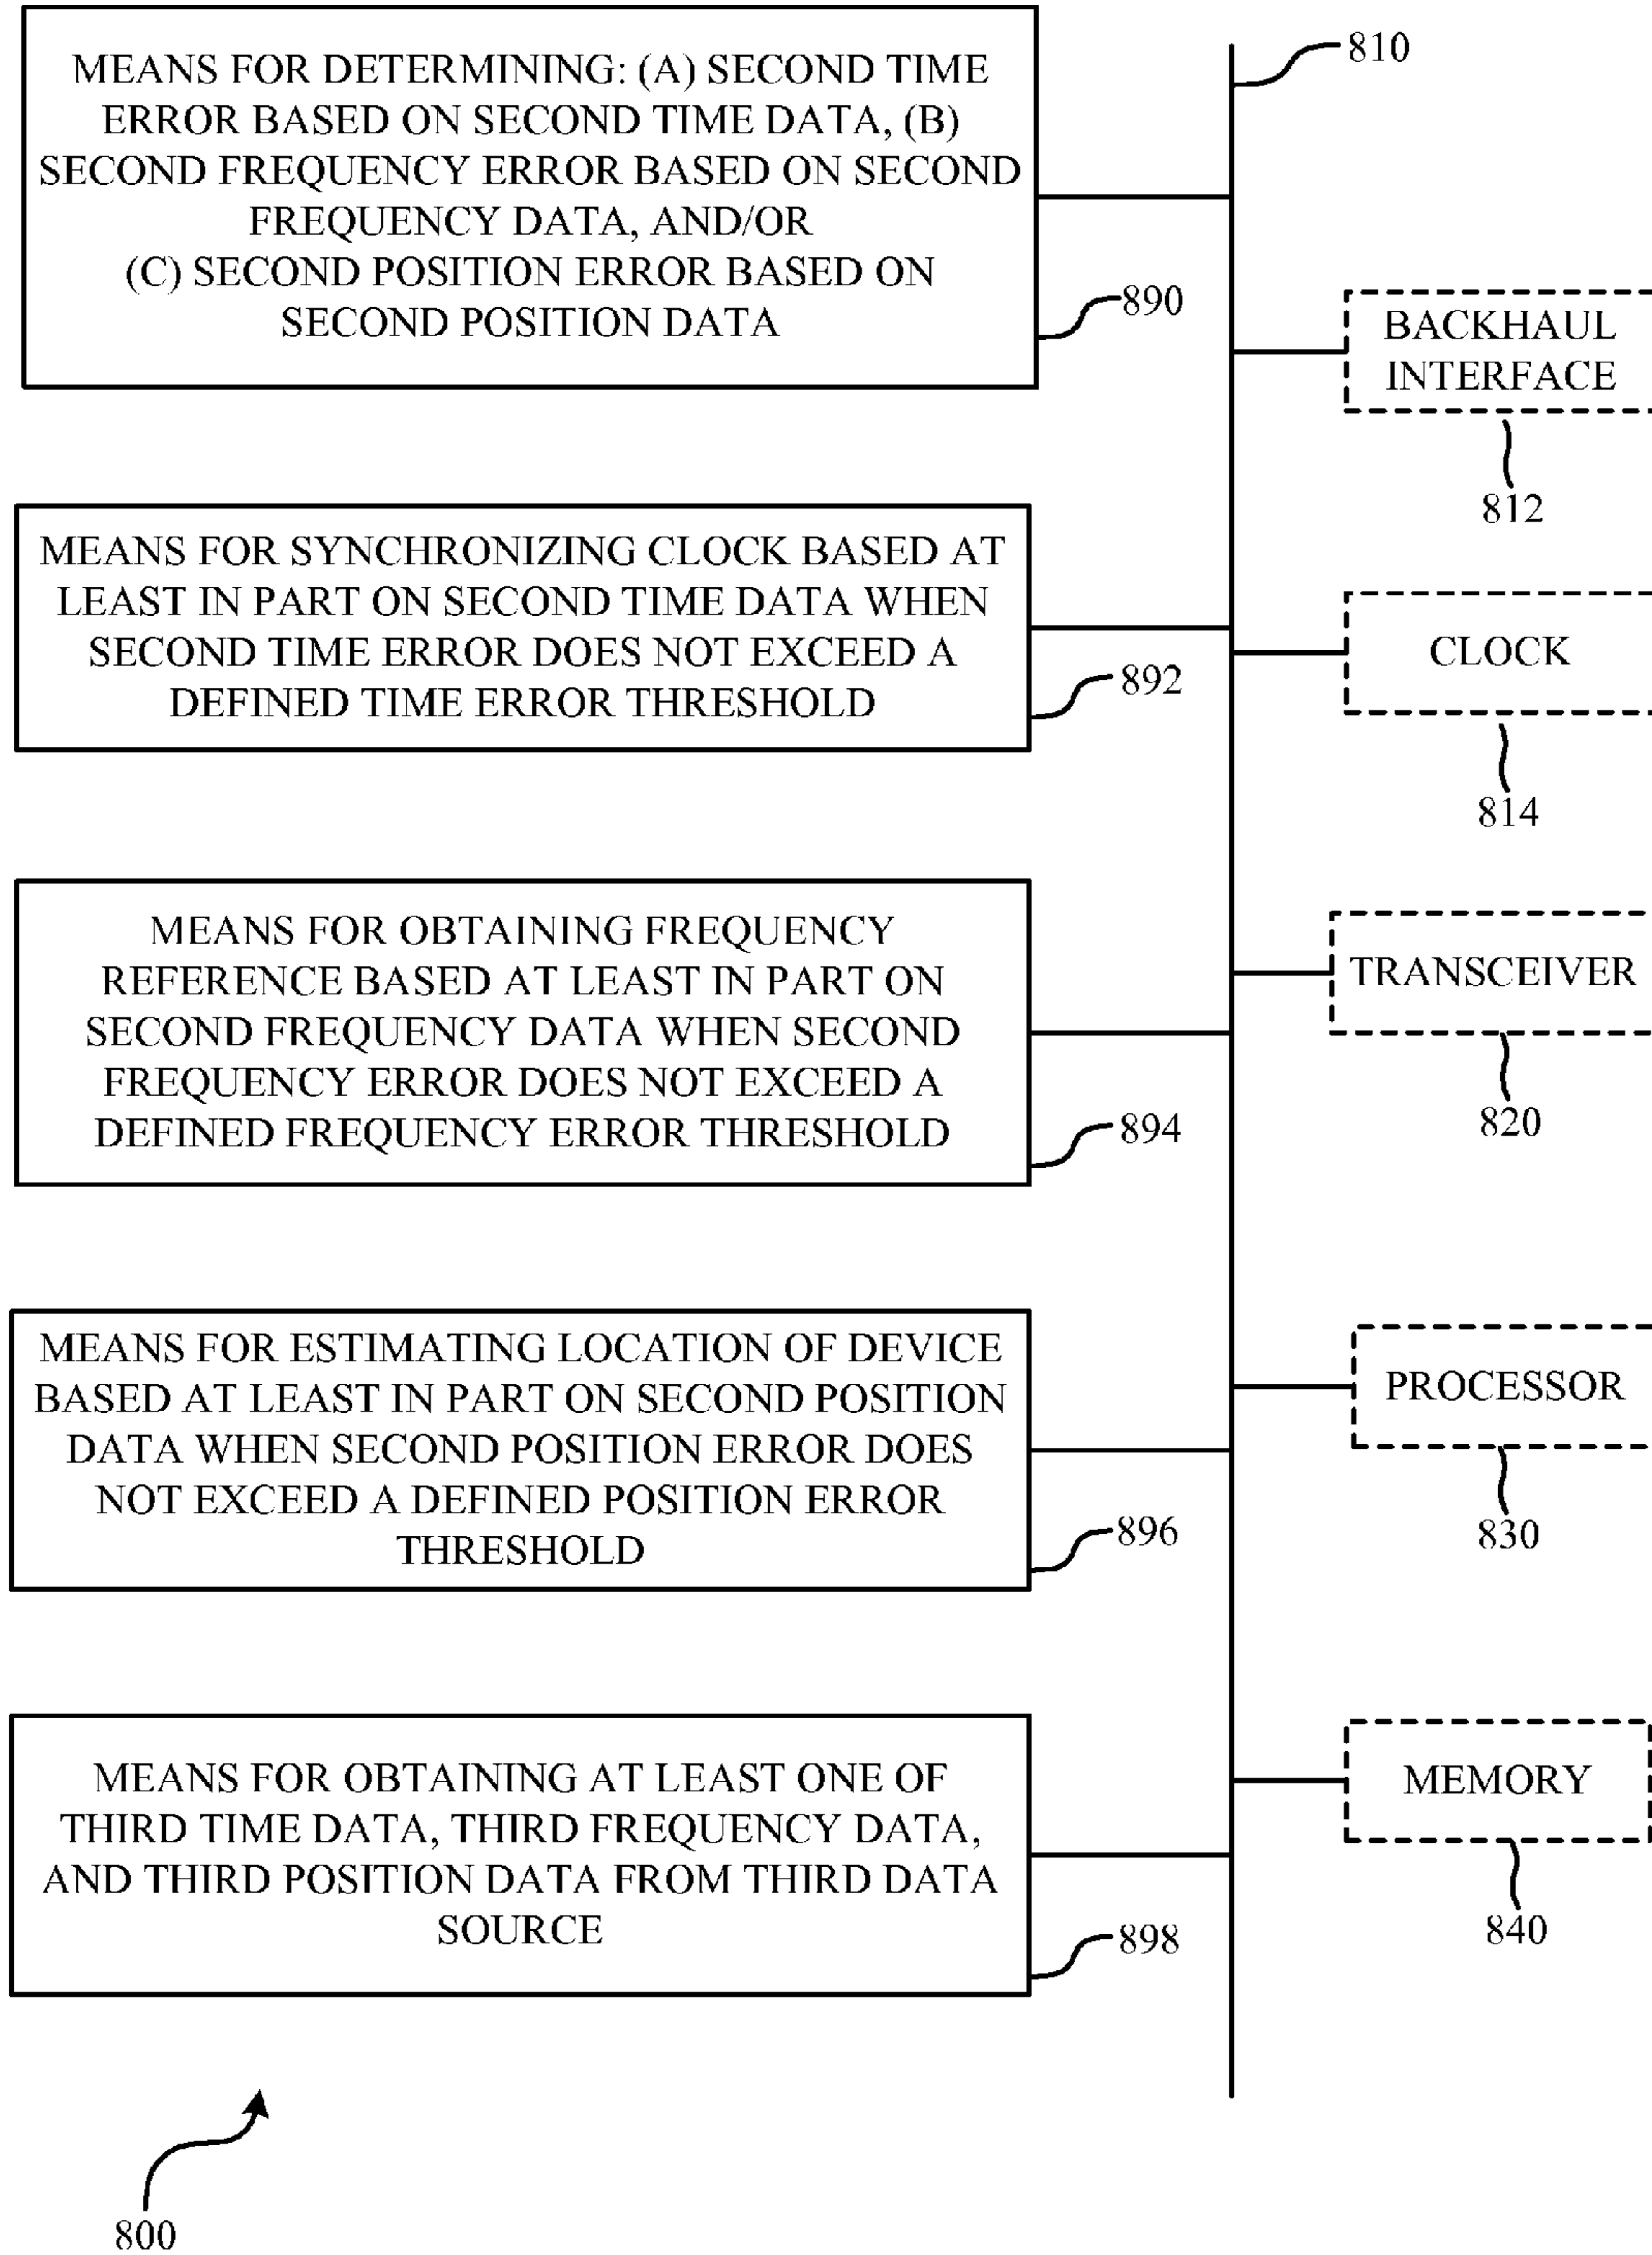 MEANS FOR DETERMINING: (A) SECOND TIME
ERROR BASED ON SECOND TIME DATA, (B)
SECOND FREQUENCY ERROR BASED ON SECOND
FREQUENCY DATA, AND/OR
(C) SECOND POSITION ERROR BASED ON
SECOND POSITION DATA
890
810
BACKHAUL
INTERFACE
812
MEANS FOR SYNCHRONIZING CLOCK BASED AT
LEAST IN PART ON SECOND TIME DATA WHEN
SECOND TIME ERROR DOES NOT EXCEED A
DEFINED TIME ERROR THRESHOLD
892
CLOCK
814
MEANS FOR OBTAINING FREQUENCY
REFERENCE BASED AT LEAST IN PART ON
SECOND FREQUENCY DATA WHEN SECOND
FREQUENCY ERROR DOES NOT EXCEED A
DEFINED FREQUENCY ERROR THRESHOLD
894
TRANSCEIVER
820
MEANS FOR ESTIMATING LOCATION OF DEVICE
BASED AT LEAST IN PART ON SECOND POSITION
DATA WHEN SECOND POSITION ERROR DOES
NOT EXCEED A DEFINED POSITION ERROR
THRESHOLD
896
PROCESSOR
830
MEANS FOR OBTAINING AT LEAST ONE OF
THIRD TIME DATA, THIRD FREQUENCY DATA,
AND THIRD POSITION DATA FROM THIRD DATA
SOURCE
898
MEMORY
840
800